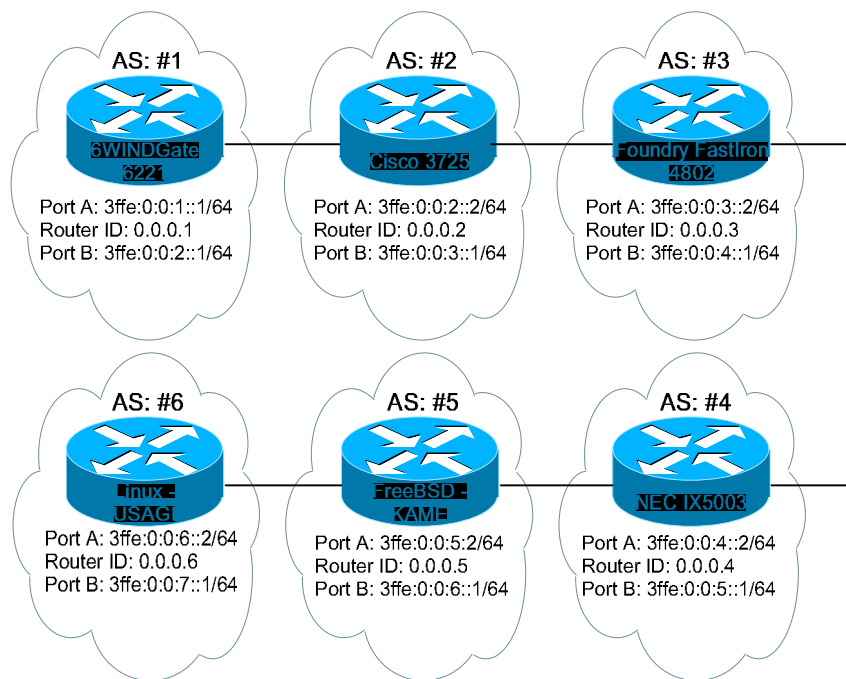 AS: #1
6WINDGate
6221
Port A: 3ffe:0:0:1::1/64
Router ID: 0.0.0.1
Port B: 3ffe:0:0:2::1/64
AS: #2
Cisco 3725
Port A: 3ffe:0:0:2::2/64
Router ID: 0.0.0.2
Port B: 3ffe:0:0:3::1/64
AS: #3
Foundry FastIron
4802
Port A: 3ffe:0:0:3::2/64
Router ID: 0.0.0.3
Port B: 3ffe:0:0:4::1/64
AS: #6
Linux -
USAGI
Port A: 3ffe:0:0:6::2/64
Router ID: 0.0.0.6
Port B: 3ffe:0:0:7::1/64
AS: #5
FreeBSD -
KAME
Port A: 3ffe:0:0:5:2/64
Router ID: 0.0.0.5
Port B: 3ffe:0:0:6::1/64
AS: #4
NEC IX5003
Port A: 3ffe:0:0:4::2/64
Router ID: 0.0.0.4
Port B: 3ffe:0:0:5::1/64